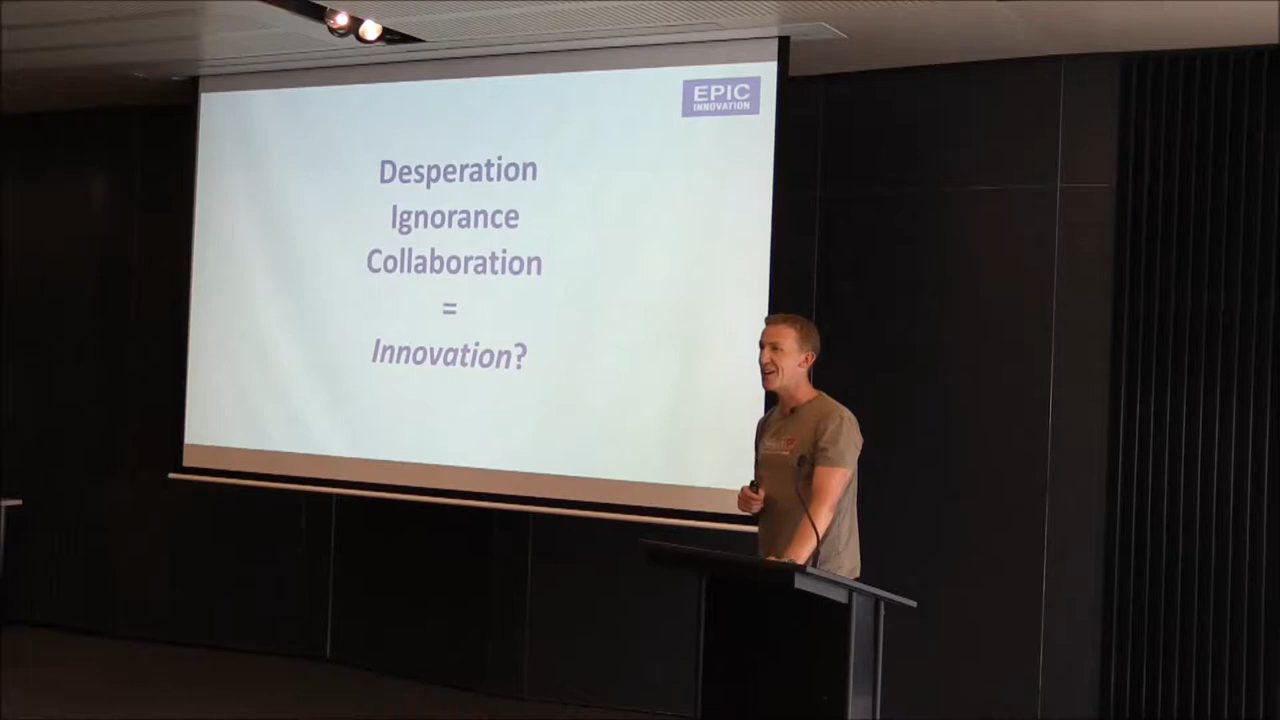 EPIC
INNOVATION
Desperation
Ignorance
Collaboration
=
Innovation?